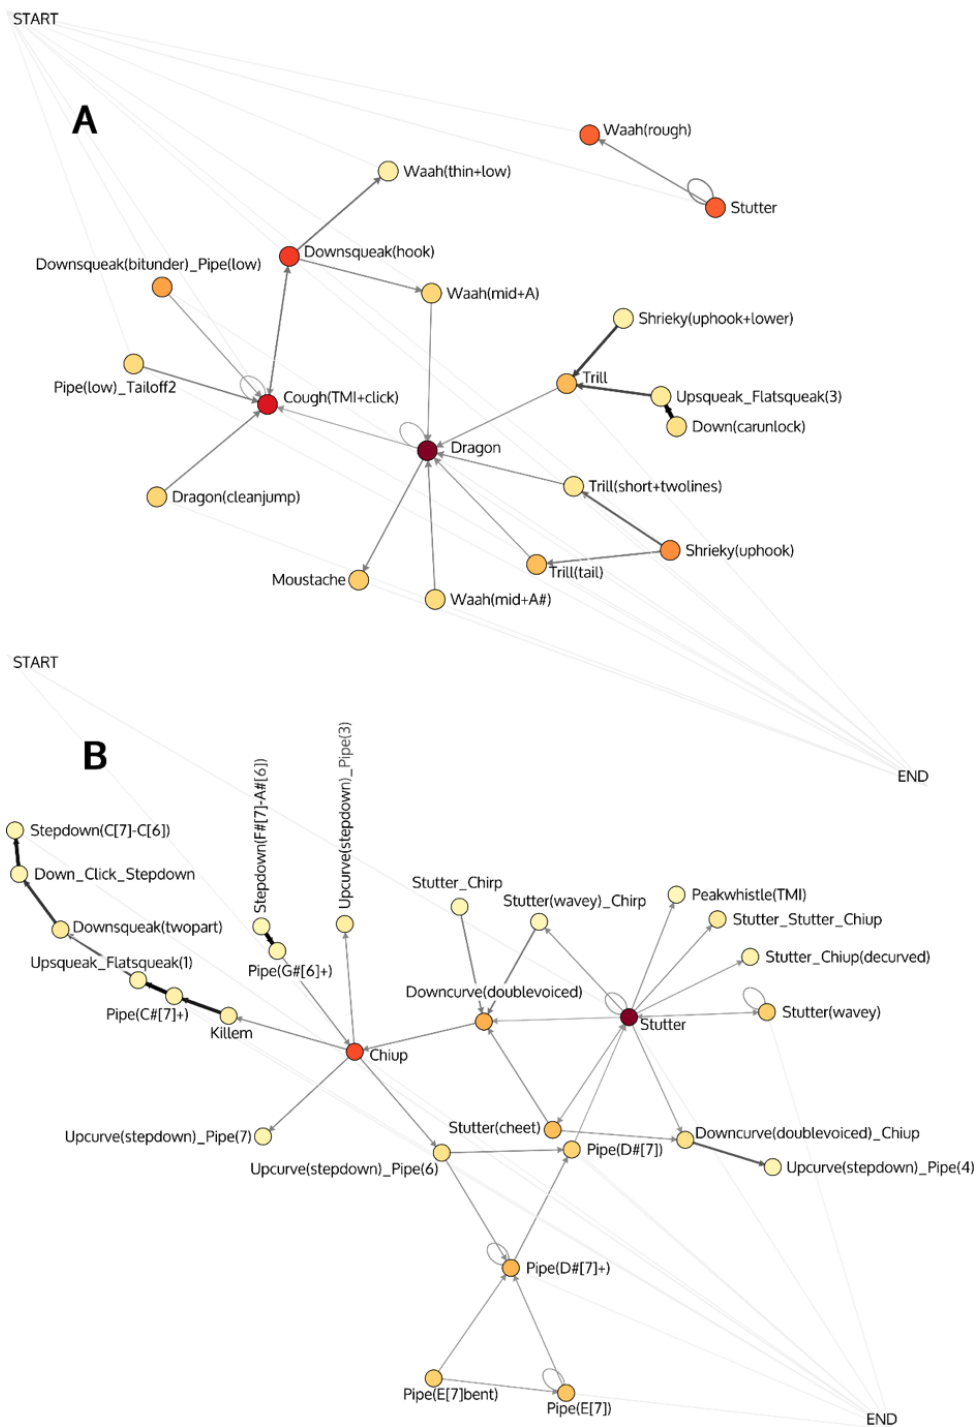 START
A
Waah(rough)
Waah(thin+low)
Stutter
Downsqueak(hook)
Downsqueak(bitunder)_Pipe(low)
Waah(mid+A)
Shrieky(uphook+lower)
Trill
Pipe(low)_Tailoff2
Cough(TMI+click)
Upsqueak_Flatsqueak(3)
Down(carunlock)
Dragon
Trill(short+twolines)
Dragon(cleanjump)
Shrieky(uphook)
Trill(tail)
Moustache
Waah(mid+A#)
START
B
END
Stepdown(F#[7]-A#[6])
Upcurve(stepdown)_Pipe(3)
Stepdown(C[7]-C[6])
Down_Click_Stepdown
Stutter_Chirp
Peakwhistle(TMI)
Stutter(wavey)_Chirp
Stutter_Stutter_Chiup
Downsqueak(twopart)
Stutter_Chiup(decurved)
Upsqueak_Flatsqueak(1)
Pipe(G#[6]+)
Downcurve(doublevoiced)
Pipe(C#[7]+)
Stutter(wavey)
Stutter
Killem
Chiup
Stutter(cheet)
Downcurve(doublevoiced)_Chiup
Upcurve(stepdown)_Pipe(7)
Pipe(D#[7])
Upcurve(stepdown)_Pipe(6)
Upcurve(stepdown)_Pipe(4)
Pipe(D#[7]+)
Pipe(E[7]bent)
Pipe(E[7])
END